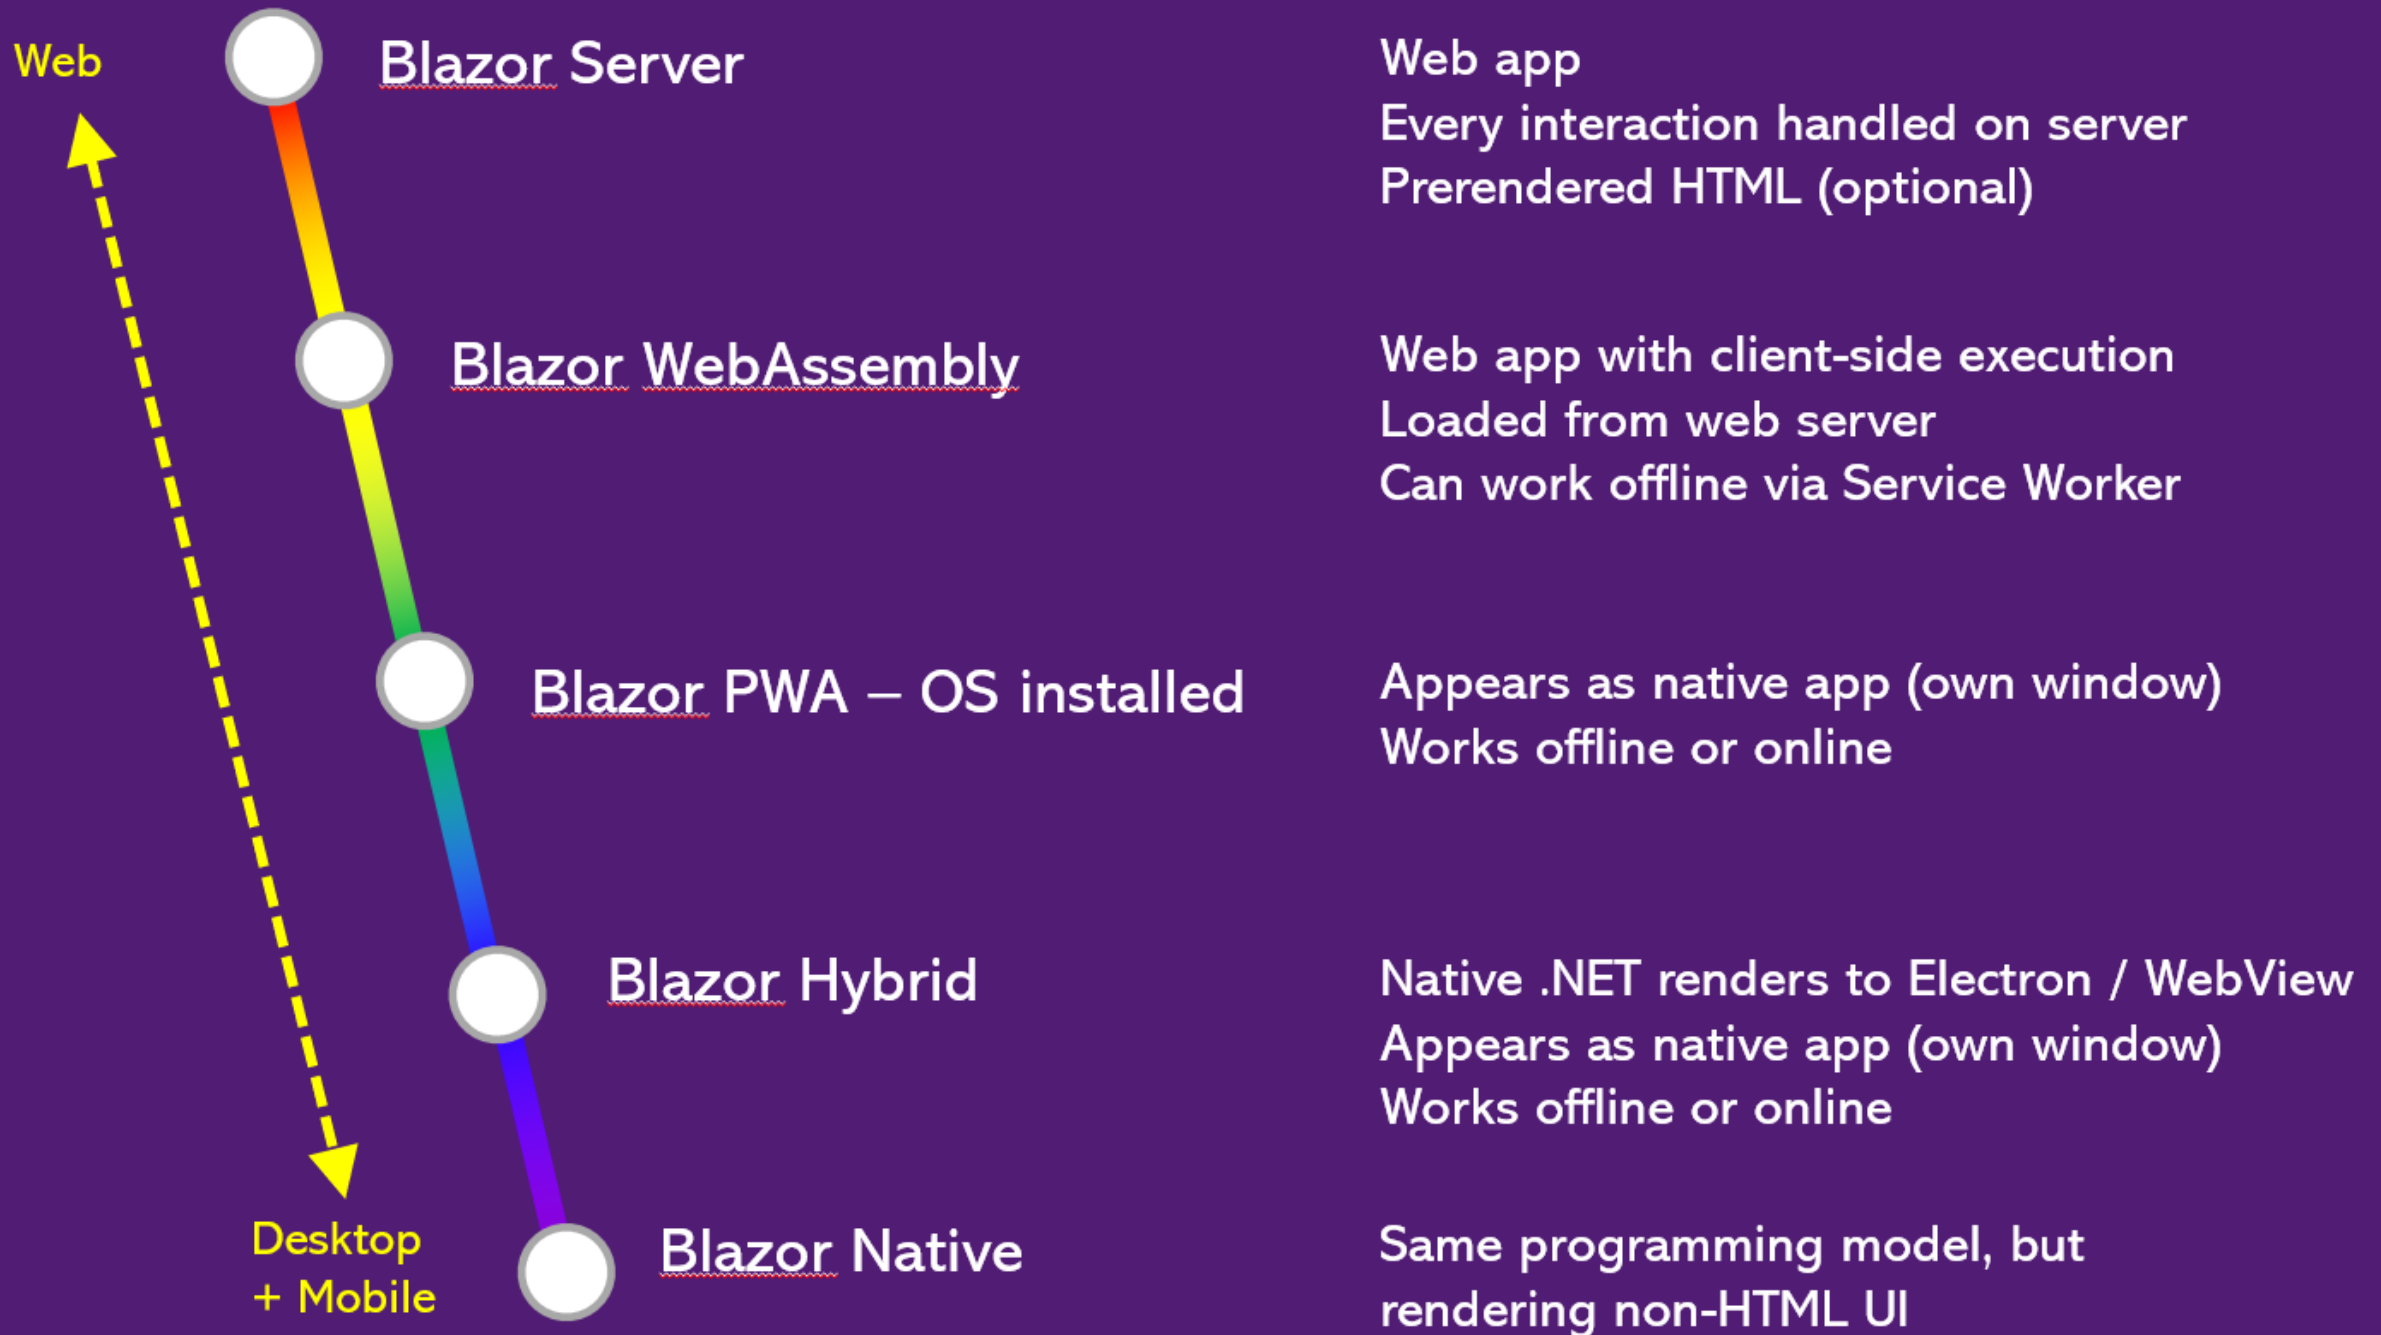 Web
Blazor Server
Web app
Every interaction handled on server
Prerendered HTML (optional)
Blazor WebAssembly
Web app with client-side execution
Loaded from web server
Can work offline via Service Worker
Blazor PWA – OS installed
Appears as native app (own window)
Works offline or online
Blazor Hybrid
Native .NET renders to Electron / WebView
Appears as native app (own window)
Works offline or online
Desktop
+ Mobile
Blazor Native
Same programming model, but
rendering non-HTML UI